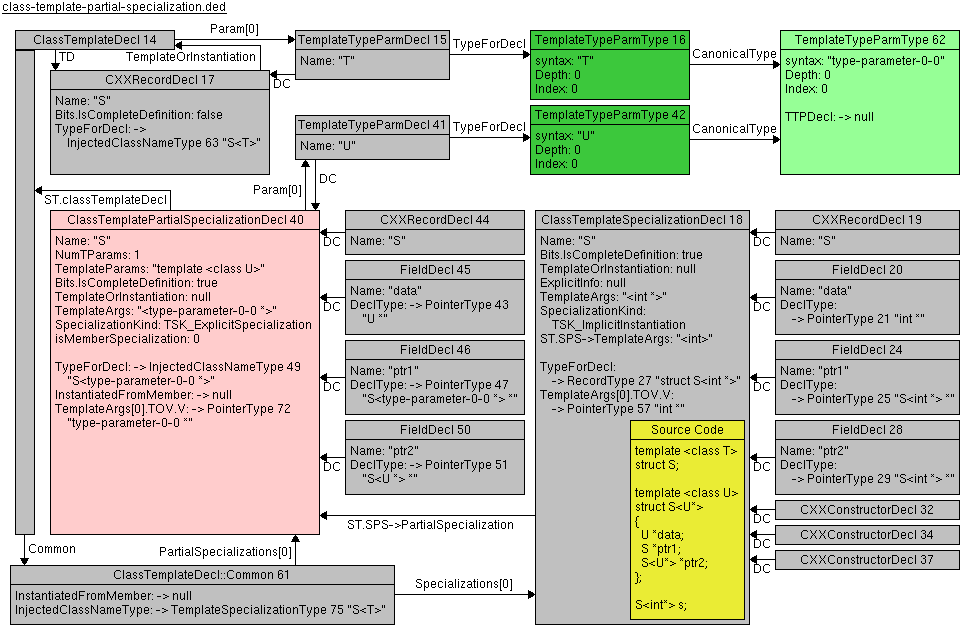 class-template-partial-specialization.ded
ClassTemplateDecl 14
Param[0]
TemplateOrInstantiation
TD
CXXRecordDecl 17
Name: "S"
Bits.IsCompleteDefinition: false
TypeForDecl: ->
InjectedClassNameType 63 "S<T>"
DC
TemplateTypeParmDecl 15
Name: "T"
TypeForDecl
TemplateTypeParmType 16
syntax: "T"
Depth: 0
Index: 0
CanonicalType
TemplateTypeParmType 62
syntax: "type-parameter-0-0"
Depth: 0
Index: 0
TTPDecl: -> null
TemplateTypeParmDecl 41
Name: "U"
TypeForDecl
TemplateTypeParmType 42
syntax: "U"
Depth: 0
Index: 0
CanonicalType
Param[0]
DC
ST.classTemplateDecl
ClassTemplatePartialSpecializationDecl 40
Name: "S"
NumTParams: 1
TemplateParams: "template <class U>"
Bits.IsCompleteDefinition: true
TemplateOrInstantiation: null
TemplateArgs: "<type-parameter-0-0 *>"
SpecializationKind: TSK_ExplicitSpecialization
isMemberSpecialization: 0
TypeForDecl: -> InjectedClassNameType 49
"S<type-parameter-0-0 *>"
InstantiatedFromMember: -> null
TemplateArgs[0].TOV.V: -> PointerType 72
"type-parameter-0-0 *"
CXXRecordDecl 44
Name: "S"
DC
FieldDecl 45
Name: "data"
DeclType: -> PointerType 43
"U *"
DC
FieldDecl 46
Name: "ptr1"
DeclType: -> PointerType 47
"S<type-parameter-0-0 *> *"
DC
FieldDecl 50
Name: "ptr2"
DeclType: -> PointerType 51
"S<U *> *"
DC
ClassTemplateSpecializationDecl 18
Name: "S"
Bits.IsCompleteDefinition: true
TemplateOrInstantiation: null
ExplicitInfo: null
TemplateArgs: "<int *>"
SpecializationKind:
TSK_ImplicitInstantiation
ST.SPS->TemplateArgs: "<int>"
TypeForDecl:
-> RecordType 27 "struct S<int *>"
TemplateArgs[0].TOV.V:
-> PointerType 57 "int *"
Source Code
template <class T>
struct S;
template <class U>
struct S<U*>
{
U *data;
S *ptr1;
S<U*> *ptr2;
};
S<int*> s;
CXXRecordDecl 19
Name: "S"
DC
FieldDecl 20
Name: "data"
DeclType:
-> PointerType 21 "int *"
DC
FieldDecl 24
Name: "ptr1"
DeclType:
-> PointerType 25 "S<int *> *"
DC
FieldDecl 28
Name: "ptr2"
DeclType:
-> PointerType 29 "S<int *> *"
DC
CXXConstructorDecl 32
DC
CXXConstructorDecl 34
DC
CXXConstructorDecl 37
DC
ST.SPS->PartialSpecialization
Common
PartialSpecializations[0]
ClassTemplateDecl::Common 61
InstantiatedFromMember: -> null
InjectedClassNameType: -> TemplateSpecializationType 75 "S<T>"
Specializations[0]